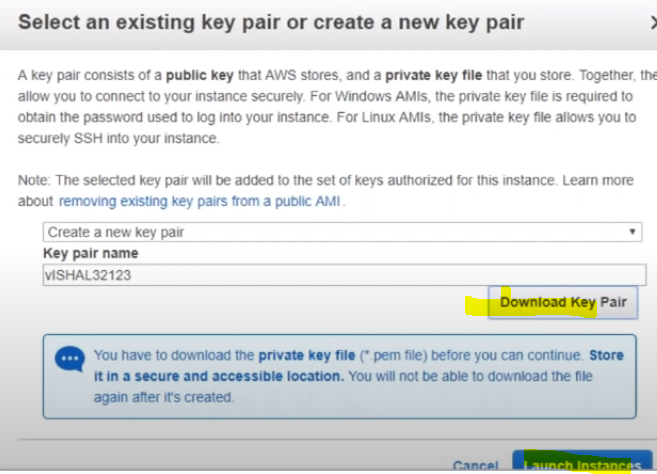 Select an existing key pair or create a new key pair
A key pair consists of a public key that AWS stores, and a private key file that you store. Together, the
allow you to connect to your instance securely. For Windows AMIs, the private key file is required to
obtain the password used to log into your instance. For Linux AMIs, the private key file allows you to
securely SSH into your instance.
Note: The selected key pair will be added to the set of keys authorized for this instance. Learn more
about removing existing key pairs from a public AMI.
Create a new key pair
Key pair name
vISHAL32123
Download Key Pair
You have to download the private key file (*.pem file) before you can continue. Store
it in a secure and accessible location. You will not be able to download the file
again after it's created.
Cancel
Launch Instances